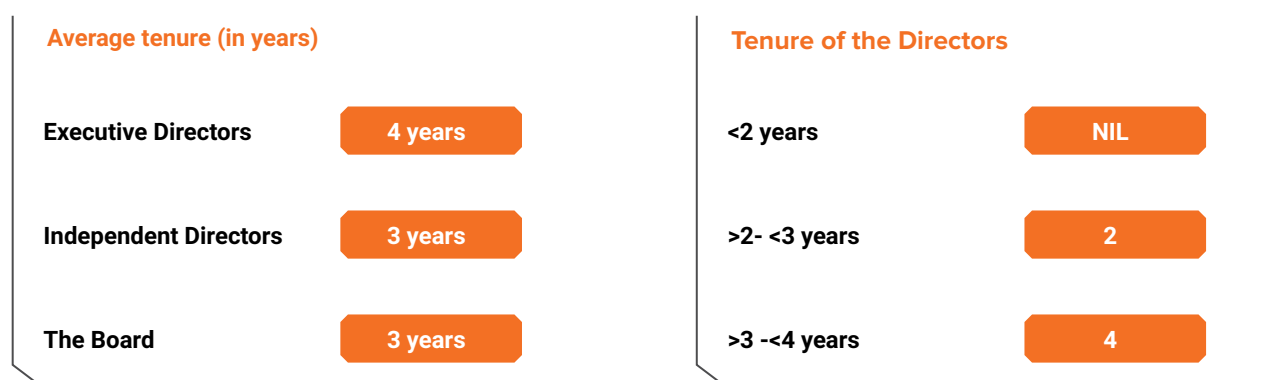 Average tenure (in years)
Executive Directors 4 years
Independent Directors 3 years
The Board 3 years
Tenure of the Directors
<2 years NIL
>2- <3 years 2
>3 -<4 years 4